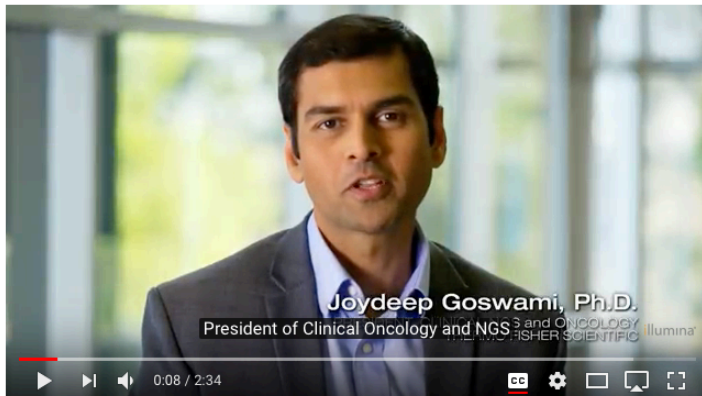 Joydeep Goswami, Ph.D.
President of Clinical Oncology and NGS
S and ONCOLOGY
FISHER SCIENTIFIC
illumina
0:08 / 2:34
CC